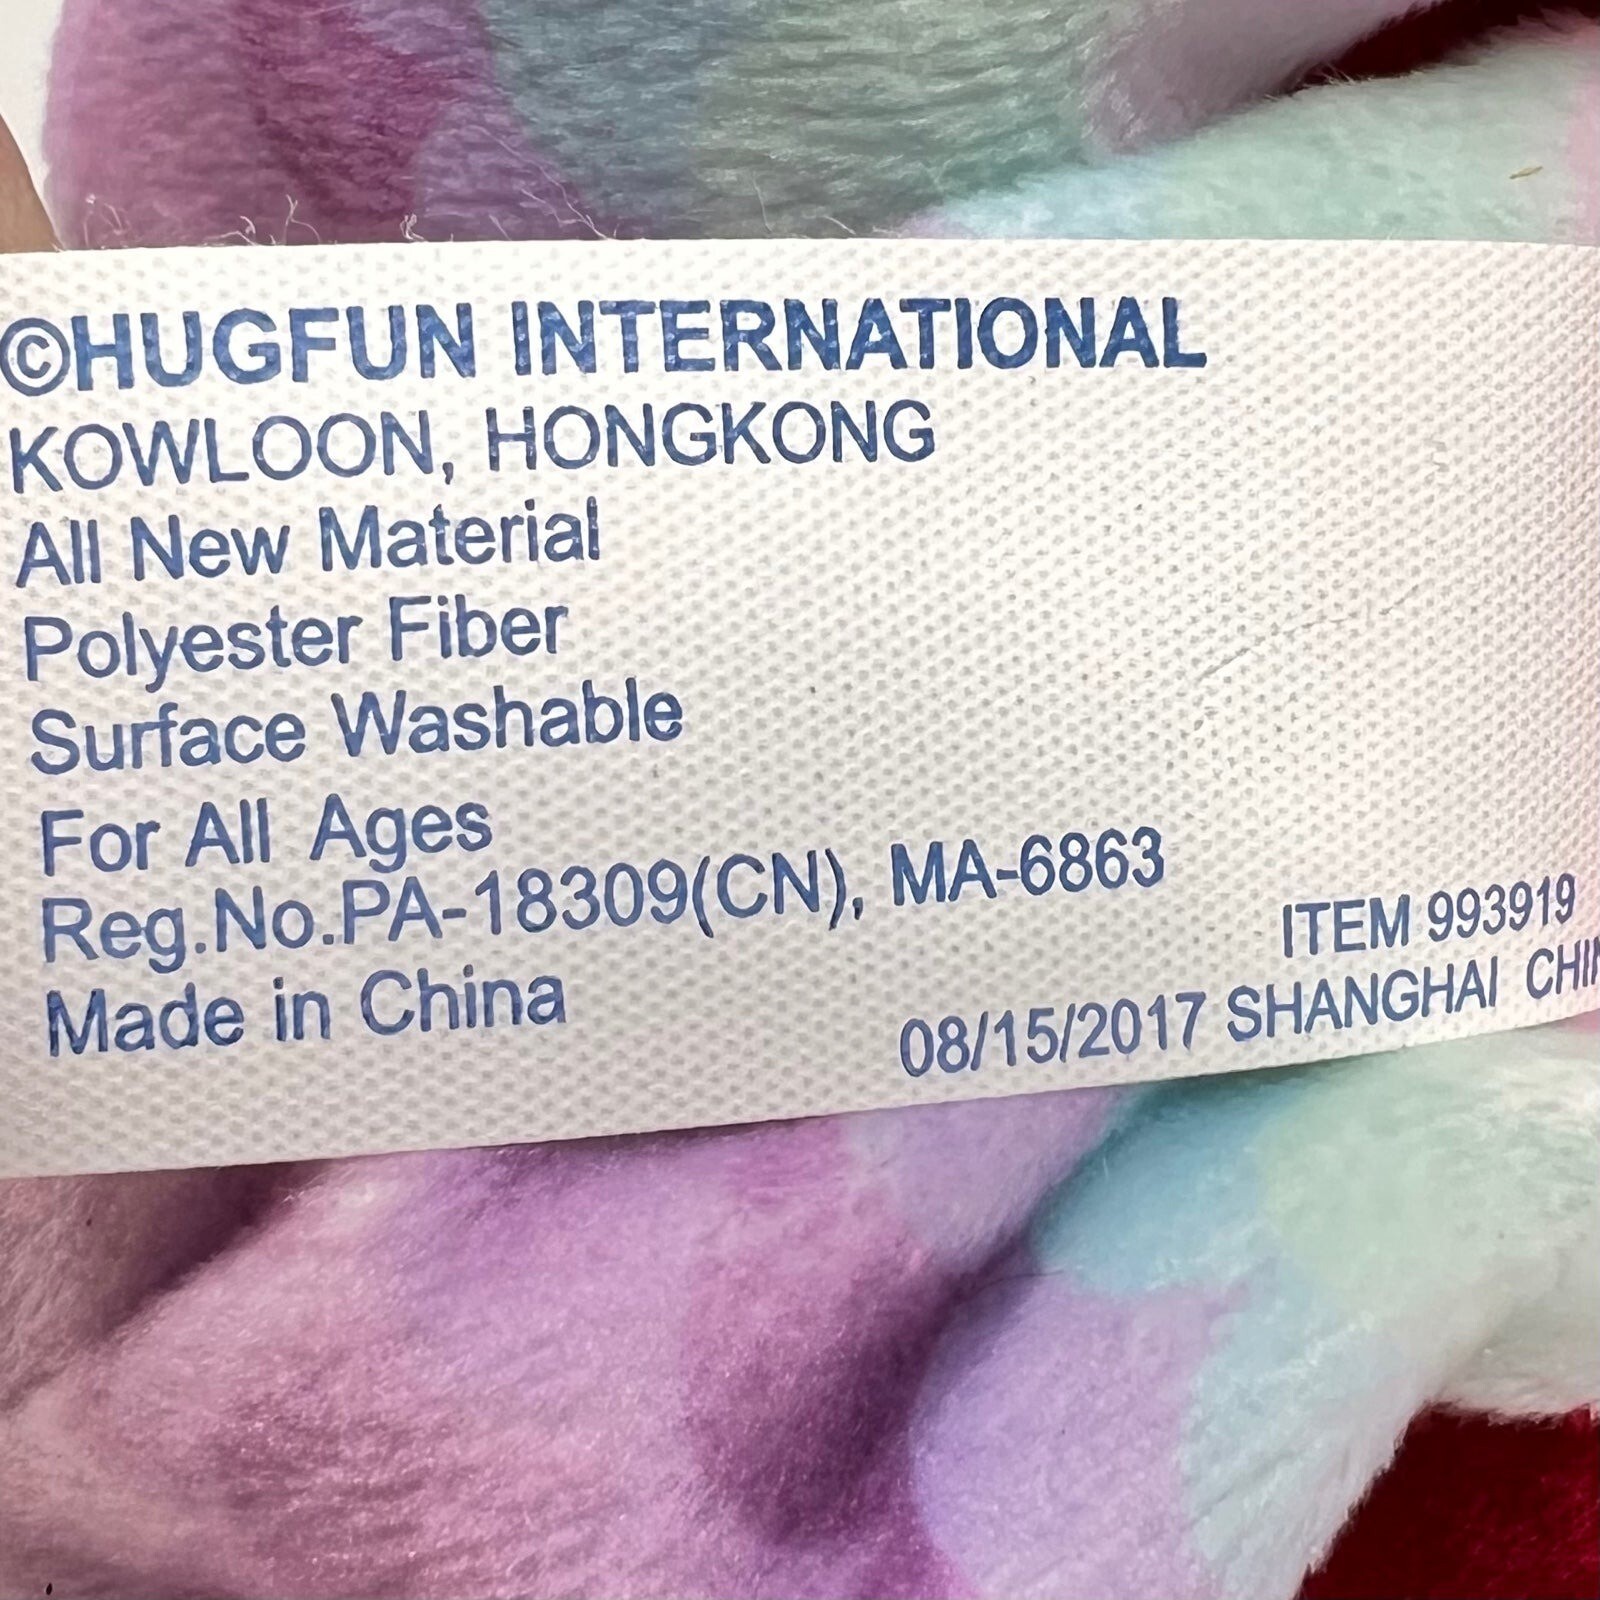 ©HUGFUN INTERNATIONAL
KOWLOON, HONGKONG
All New Material
Polyester Fiber
Surface Washable
For All Ages
Reg.No.PA-18309(CN), MA-6863
Made in China
ITEM 993919
08/15/2017 SHANGHAI